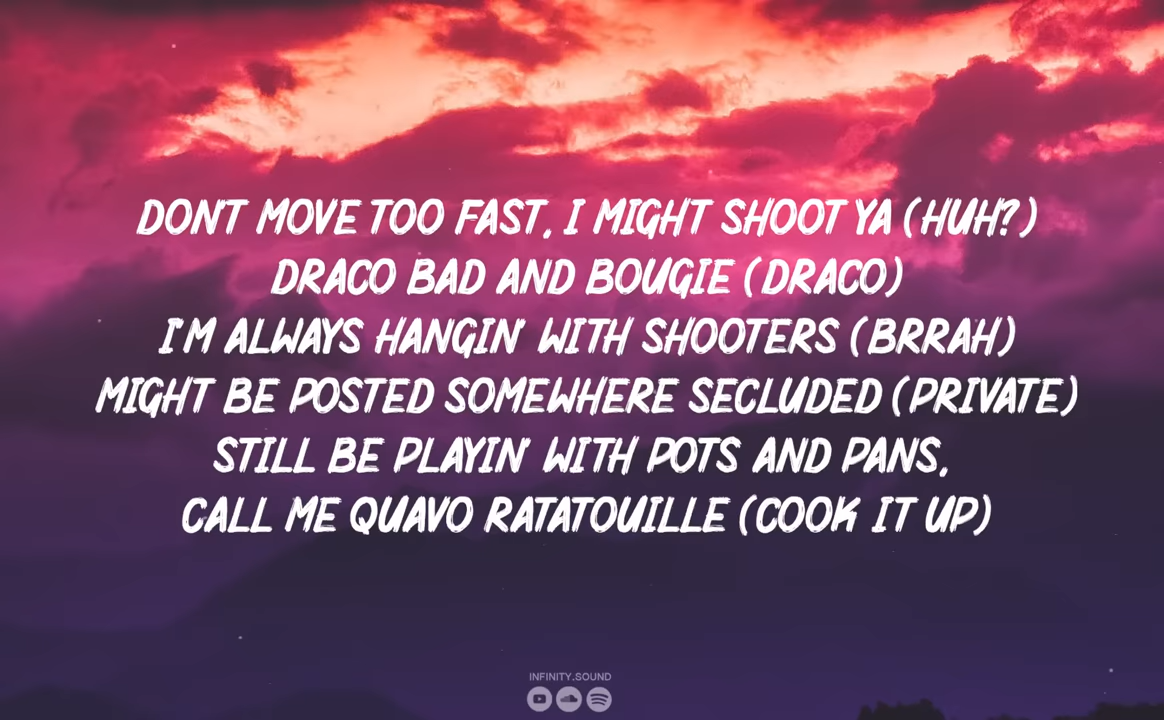 DONT MOVE TOO FAST, I MIGHT SHOOT YA (HUH?)
DRACO BAD AND BOUGIE (DRACO)
I'M ALWAYS HANGIN' WITH SHOOTERS (BRRAH)
MIGHT BE POSTED SOMEWHERE SECLUDED (PRIVATE)
STILL BE PLAYIN' WITH POTS AND PANS,
CALL ME QUAVO RATATOUILLE (COOK IT UP)
INFINITY.SOUND